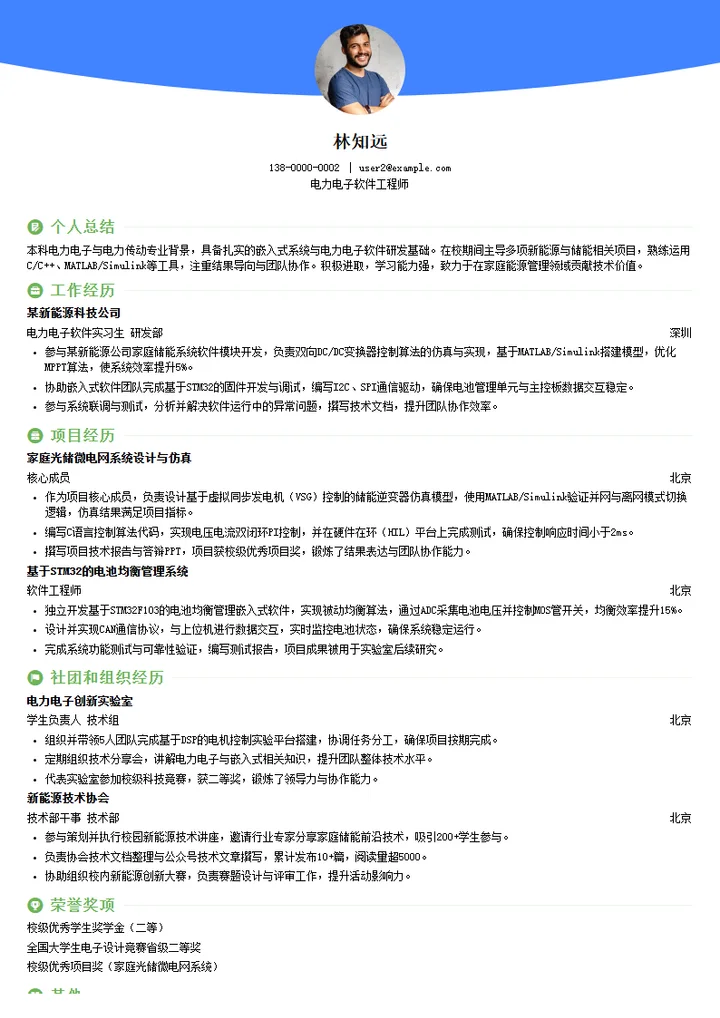 林知远
138-0000-0002 | user2@example.com
电力电子软件工程师
个人总结
本科电力电子与电力传动专业背景，具备扎实的嵌入式系统与电力电子软件研发基础。在校期间主导多项新能源与储能相关项目，熟练运用
C/C++、MATLAB/Simulink等工具，注重结果导向与团队协作。积极进取，学习能力强，致力于在家庭能源管理领域贡献技术价值。
工作经历
某新能源科技公司
电力电子软件实习生 研发部 深圳
• 参与某新能源公司家庭储能系统软件模块开发，负责双向DC/DC变换器控制算法的仿真与实现，基于MATLAB/Simulink搭建模型，优化
MPPT算法，使系统效率提升5%。
• 协助嵌入式软件团队完成基于STM32的固件开发与调试，编写I2C、SPI通信驱动，确保电池管理单元与主控板数据交互稳定。
• 参与系统联调与测试，分析并解决软件运行中的异常问题，撰写技术文档，提升团队协作效率。
项目经历
家庭光储微电网系统设计与仿真
核心成员 北京
• 作为项目核心成员，负责设计基于虚拟同步发电机（VSG）控制的储能逆变器仿真模型，使用MATLAB/Simulink验证并网与离网模式切换
逻辑，仿真结果满足项目指标。
• 编写C语言控制算法代码，实现电压电流双闭环PI控制，并在硬件在环（HIL）平台上完成测试，确保控制响应时间小于2ms。
• 撰写项目技术报告与答辩PPT，项目获校级优秀项目奖，锻炼了结果表达与团队协作能力。
基于STM32的电池均衡管理系统
软件工程师 北京
• 独立开发基于STM32F103的电池均衡管理嵌入式软件，实现被动均衡算法，通过ADC采集电池电压并控制MOS管开关，均衡效率提升15%。
• 设计并实现CAN通信协议，与上位机进行数据交互，实时监控电池状态，确保系统稳定运行。
• 完成系统功能测试与可靠性验证，编写测试报告，项目成果被用于实验室后续研究。
社团和组织经历
电力电子创新实验室
学生负责人 技术组 北京
• 组织并带领5人团队完成基于DSP的电机控制实验平台搭建，协调任务分工，确保项目按期完成。
• 定期组织技术分享会，讲解电力电子与嵌入式相关知识，提升团队整体技术水平。
• 代表实验室参加校级科技竞赛，获二等奖，锻炼了领导力与协作能力。
新能源技术协会
技术部干事 技术部 北京
• 参与策划并执行校园新能源技术讲座，邀请行业专家分享家庭储能前沿技术，吸引200+学生参与。
• 负责协会技术文档整理与公众号技术文章撰写，累计发布10+篇，阅读量超5000。
• 协助组织校内新能源创新大赛，负责赛题设计与评审工作，提升活动影响力。
荣誉奖项
校级优秀学生奖学金（二等）
全国大学生电子设计竞赛省级二等奖
校级优秀项目奖（家庭光储微电网系统）